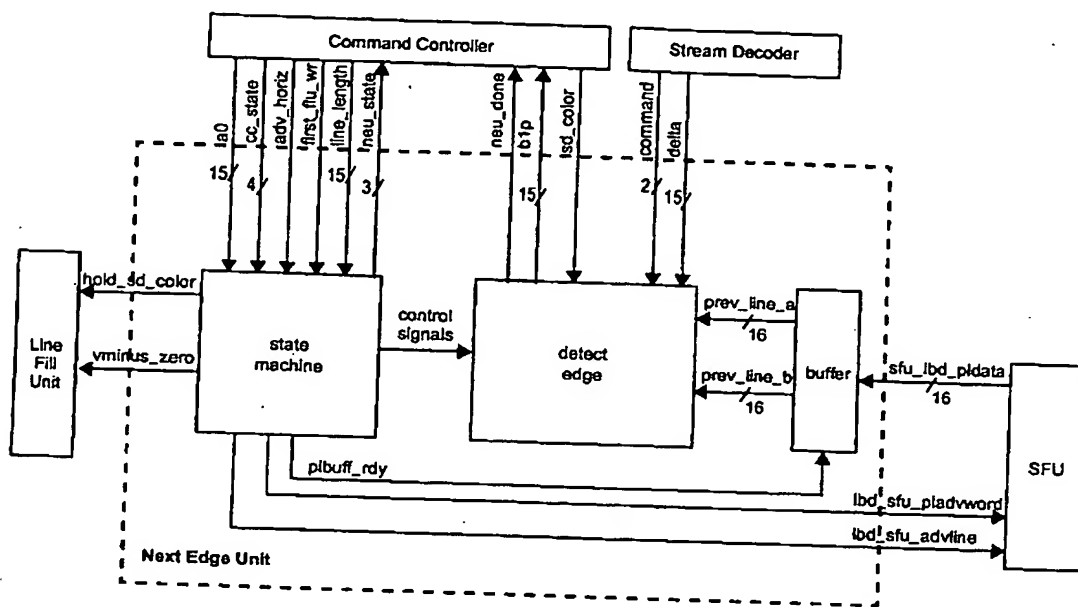 Command Controller
Stream Decoder
a0
cc_state
adv_horiz
first_flu_wr
line_length
neu_state
neu_done
b1p
sd_color
command
delta
15
4
15
3
15
2
15
hold_sd_color
vminus_zero
Line
Fill
Unit
state
machine
control
signals
detect
edge
prev_line_a
16
prev_line_b
16
buffer
sfu_lbd_pldata
16
SFU
plbuff_rdy
lbd_sfu_pladvword
lbd_sfu_advline
Next Edge Unit